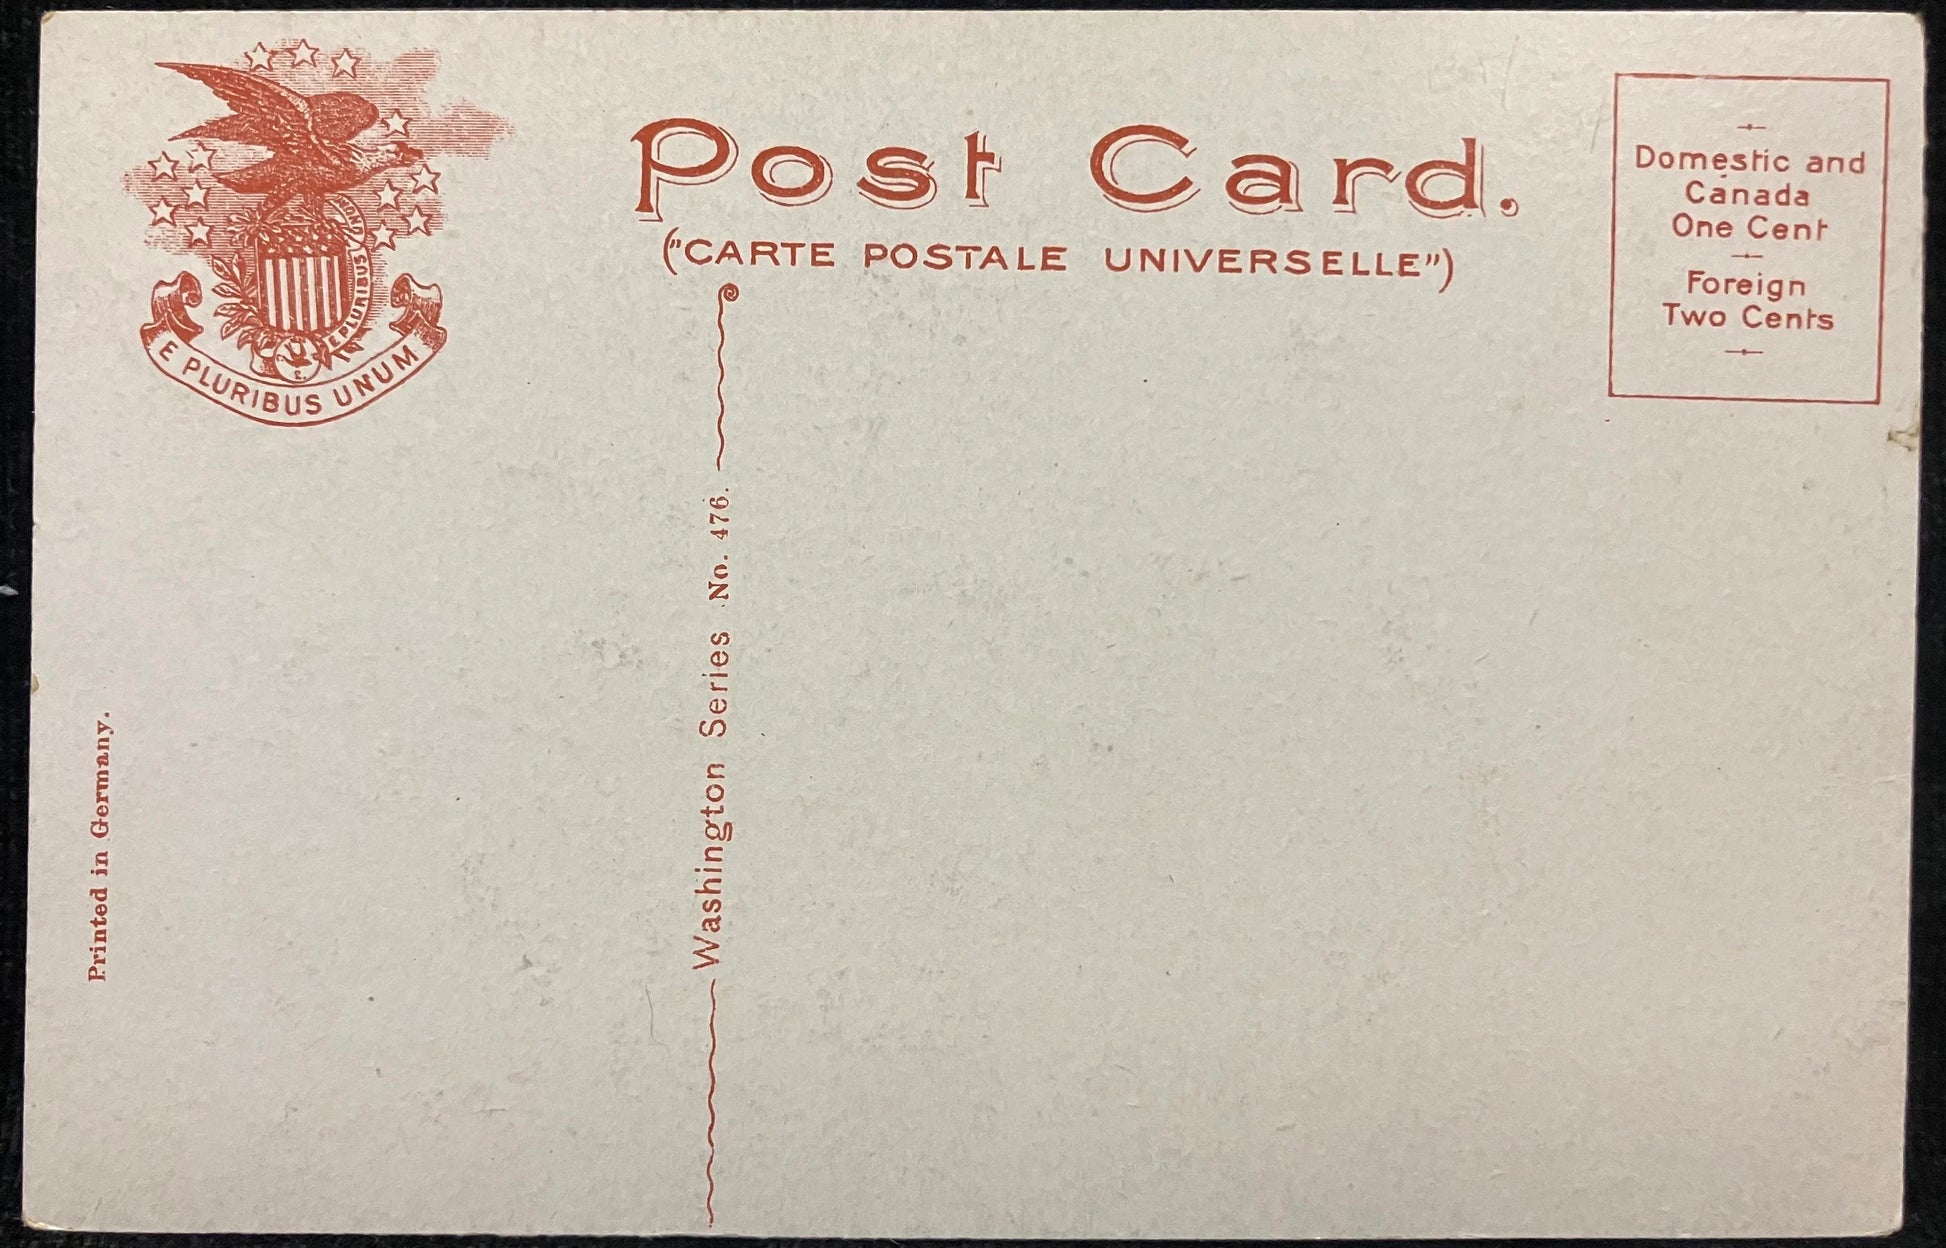 E PLURIBUS UNUM
E PLURIBUS UNUM
Post Card.
("CARTE POSTALE UNIVERSELLE")
Domestic and
Canada
One Cent
Foreign
Two Cents
Washington Series No. 476.
Printed in Germany.